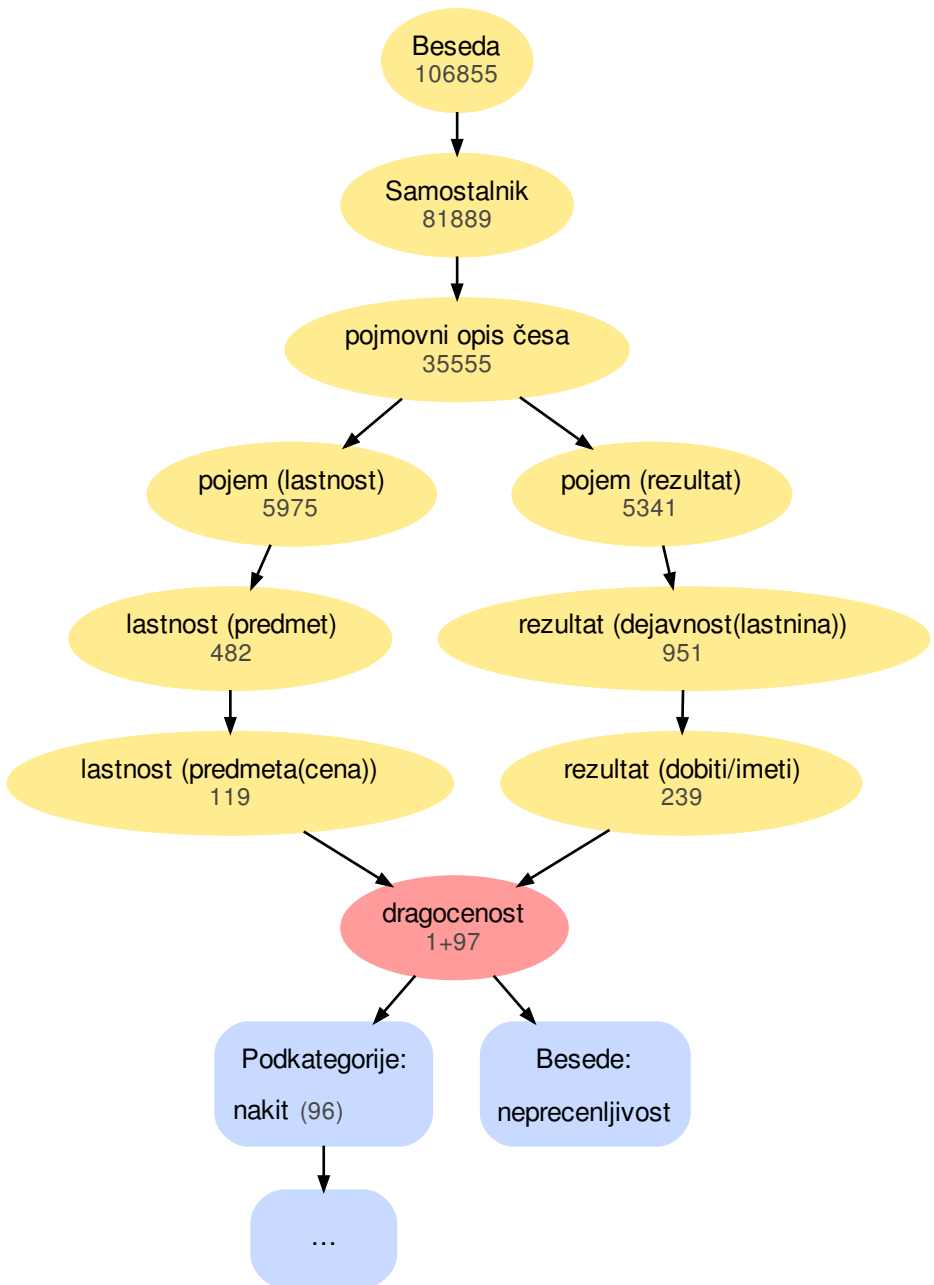 Beseda
106855
Samostalnik
81889
pojmovni opis česa
35555
pojem (lastnost)
5975
pojem (rezultat)
5341
lastnost (predmet)
482
rezultat (dejavnost(lastnina))
951
lastnost (predmeta(cena))
119
rezultat (dobiti/imeti)
239
dragocenost
1+97
Podkategorije:
nakit (96)
Besede:
neprecenljivost
...